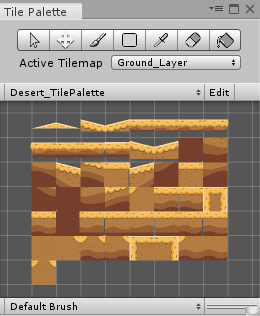 Tile Palette
Active Tilemap Ground_Layer
Desert_TilePalette Edit
Default Brush